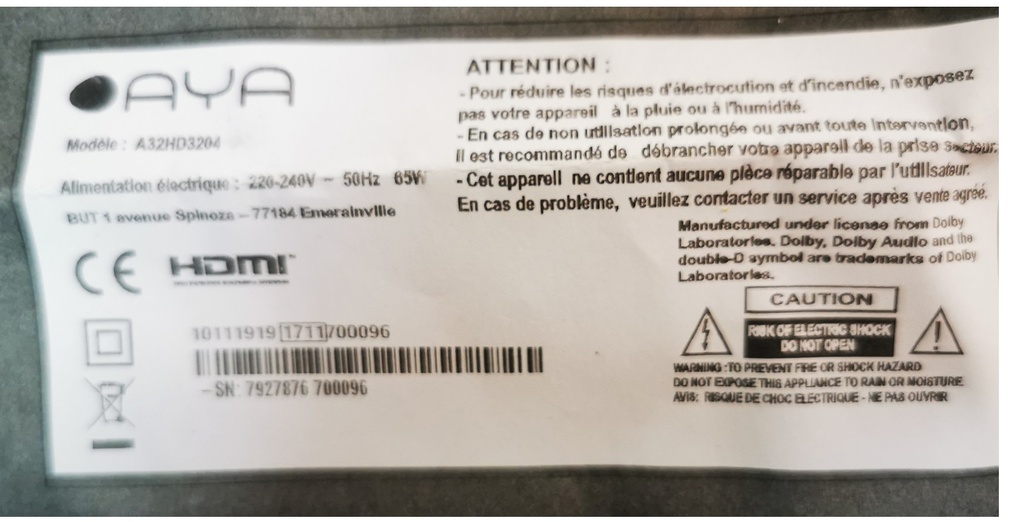 AYA
Modèle : A32HD3204
Alimentation électrique : 220-240V ~ 50Hz 65W
BUT 1 avenue Spinoza – 77184 Emerainville
CE HDMI
10111919 1711 700096
– SN: 7927876 700096
ATTENTION :
- Pour réduire les risques d'électrocution et d'incendie, n'exposez
pas votre appareil à la pluie ou à l'humidité.
- En cas de non utilisation prolongée ou avant toute intervention,
il est recommandé de débrancher votre appareil de la prise secteur.
- Cet appareil ne contient aucune pièce réparable par l'utilisateur.
En cas de problème, veuillez contacter un service après vente agréé.
Manufactured under license from Dolby
Laboratories. Dolby, Dolby Audio and the
double-D symbol are trademarks of Dolby
Laboratories.
CAUTION
RISK OF ELECTRIC SHOCK
DO NOT OPEN
WARNING :TO PREVENT FIRE OR SHOCK HAZARD
DO NOT EXPOSE THIS APPLIANCE TO RAIN OR MOISTURE
AVIS: RISQUE DE CHOC ELECTRIQUE - NE PAS OUVRIR